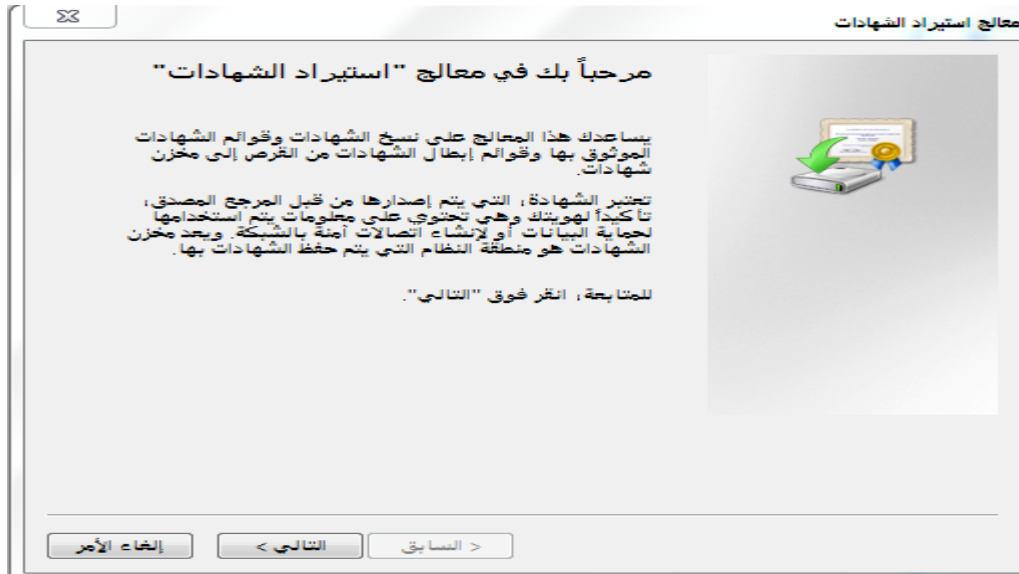 معالج استيراد الشهادات
مرحباً بك في معالج "استيراد الشهادات"
يساعدك هذا المعالج على نسخ الشهادات وقوائم الشهادات
الموثوق بها وقوائم إبطال الشهادات من القرص إلى مخزن
شهادات.
تعتبر الشهادة، التي يتم إصدارها من قبل المرجع المصدق،
تأكيداً لهويتك وهي تحتوي على معلومات يتم استخدامها
لحماية البيانات أو لإنشاء اتصالات آمنة بالشبكة. ويعد مخزن
الشهادات هو منطقة النظام التي يتم حفظ الشهادات بها.
للمتابعة، انقر فوق "التالي".
< السابق
التالي >
إلغاء الأمر